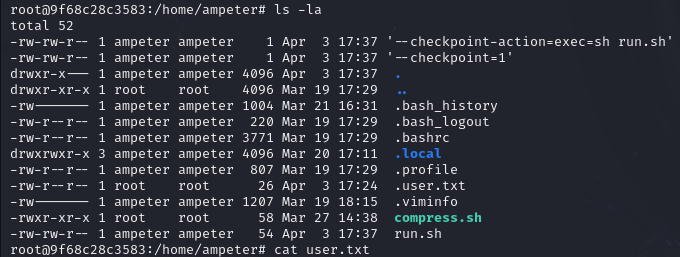 root@9f68c28c3583:/home/ampeter# ls -la
total 52
-rw-rw-r-- 1 ampeter ampeter    1 Apr  3 17:37 '--checkpoint-action=exec=sh run.sh'
-rw-rw-r-- 1 ampeter ampeter    1 Apr  3 17:37 '--checkpoint=1'
drwxr-x--- 1 ampeter ampeter 4096 Apr  3 17:37  .
drwxr-xr-x 1 root    root    4096 Mar 19 17:29  ..
-rw------- 1 ampeter ampeter 1004 Mar 21 16:31  .bash_history
-rw-r--r-- 1 ampeter ampeter  220 Mar 19 17:29  .bash_logout
-rw-r--r-- 1 ampeter ampeter 3771 Mar 19 17:29  .bashrc
drwxrwxr-x 3 ampeter ampeter 4096 Mar 20 17:11  .local
-rw-r--r-- 1 ampeter ampeter  807 Mar 19 17:29  .profile
-rw-r--r-- 1 root    root      26 Apr  3 17:24  .user.txt
-rw------- 1 ampeter ampeter 1207 Mar 19 18:15  .viminfo
-rwxr-xr-x 1 root    root      58 Mar 27 14:38  compress.sh
-rw-rw-r-- 1 ampeter ampeter   54 Apr  3 17:37  run.sh
root@9f68c28c3583:/home/ampeter# cat user.txt